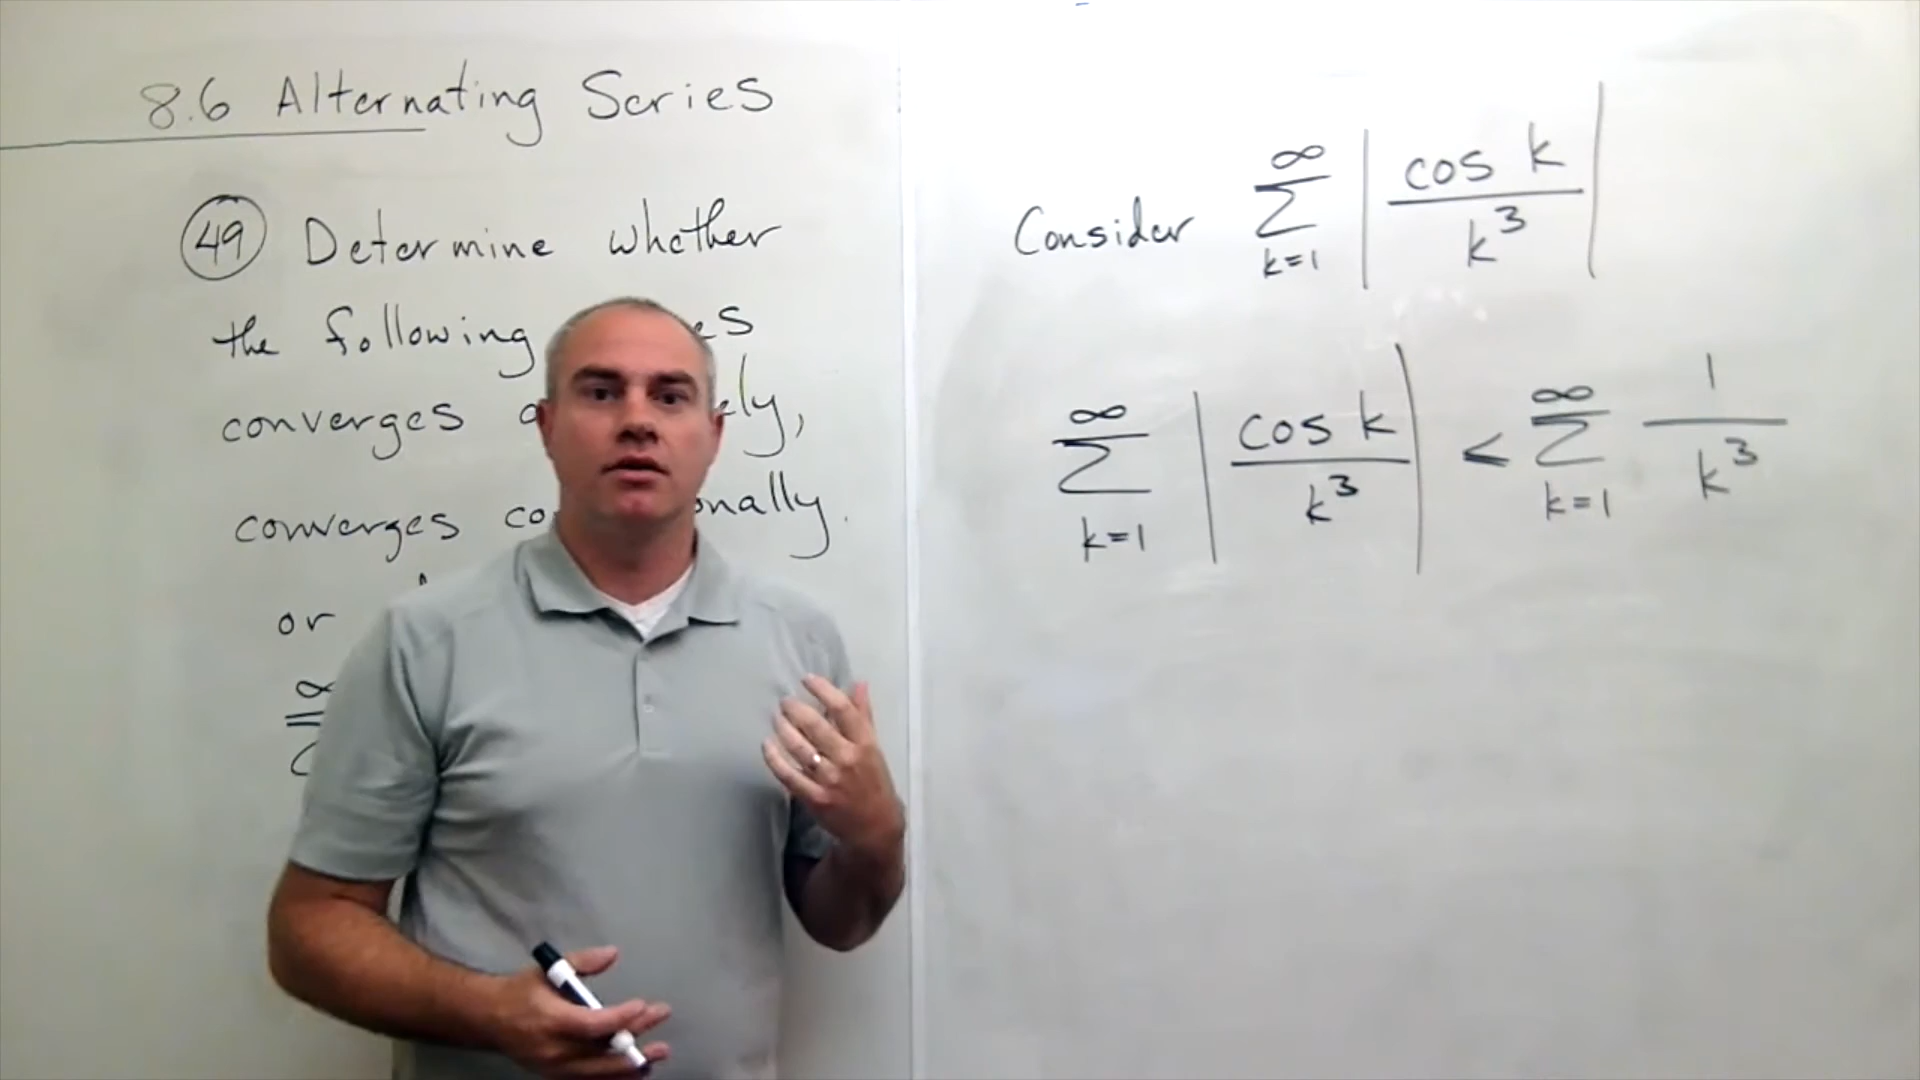 8.6 Alternating Series
49 Determine whether
the following
converges
converges
or
∞
Consider ∞ ∑ k=1 | cos k / k³ |
∞ ∑ k=1 | cos k / k³ | < ∞ ∑ k=1 1 / k³